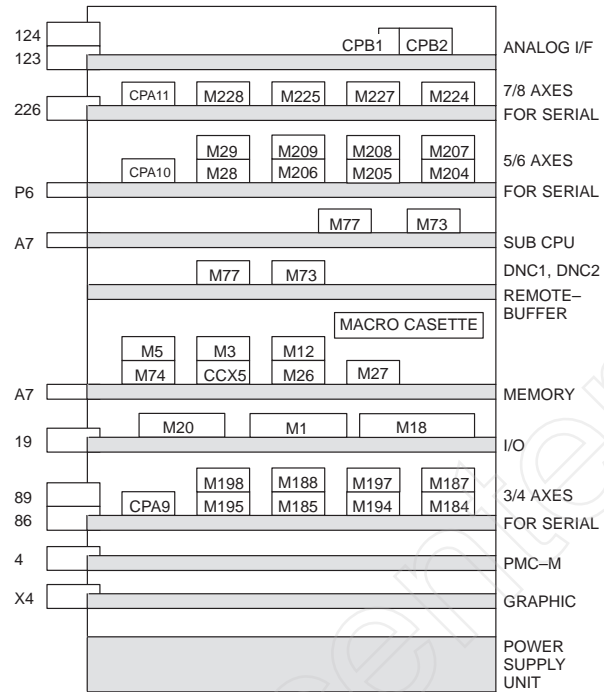 124
CPB1 CPB2
ANALOG I/F
123
7/8 AXES
CPA11 M228 M225 M227 M224
226
FOR SERIAL
M29 M209 M208 M207
5/6 AXES
CPA10 M28 M206 M205 M204
P6
FOR SERIAL
M77 M73
A7
SUB CPU
M77 M73
DNC1, DNC2
REMOTE–
BUFFER
MACRO CASETTE
M5 M3 M12
M74 CCX5 M26 M27
A7
MEMORY
M20 M1 M18
19
I/O
M198 M188 M197 M187
89
3/4 AXES
CPA9 M195 M185 M194 M184
86
FOR SERIAL
4
PMC–M
X4
GRAPHIC
POWER
SUPPLY
UNIT